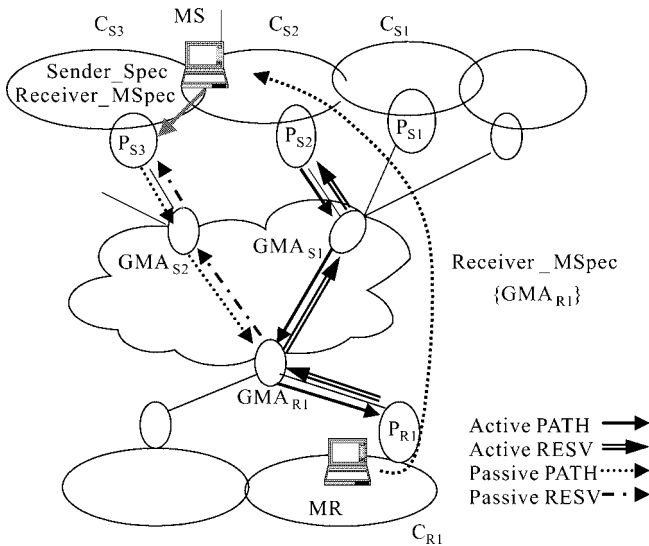 MS
C_S3
C_S2
C_S1
Sender_Spec
Receiver_MSpec
P_S3
P_S2
P_S1
GMA_S2
GMA_S1
Receiver_MSpec
{GMA_R1}
GMA_R1
P_R1
MR
C_R1
Active PATH
Active RESV
Passive PATH
Passive RESV